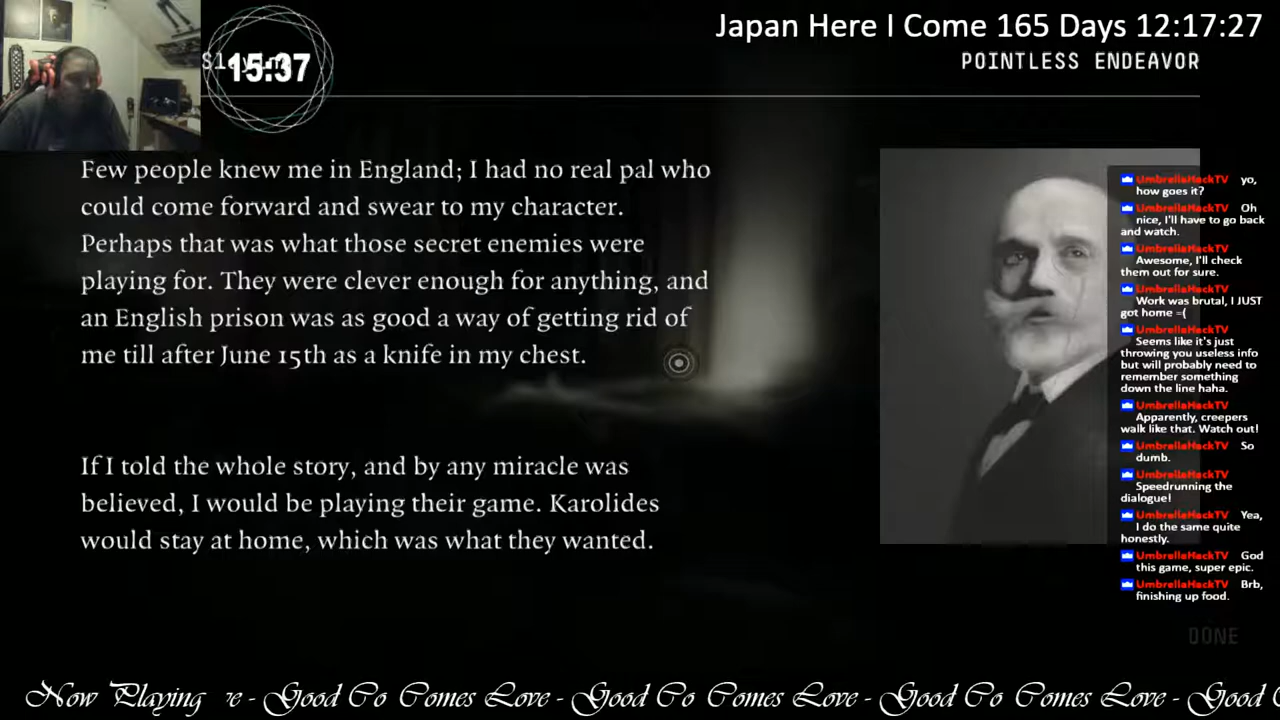 Japan Here I Come 165 Days 12:17:27
15:37
POINTLESS ENDEAVOR
Few people knew me in England; I had no real pal who
could come forward and swear to my character.
Perhaps that was what those secret enemies were
playing for. They were clever enough for anything, and
an English prison was as good a way of getting rid of
me till after June 15th as a knife in my chest.
If I told the whole story, and by any miracle was
believed, I would be playing their game. Karolides
would stay at home, which was what they wanted.
UmbrellaHackTV yo,
how goes it?
UmbrellaHackTV Oh
nice, I'll have to go back
and watch.
UmbrellaHackTV
Awesome, I'll check
them out for sure.
UmbrellaHackTV
Work was brutal, I JUST
got home =(
UmbrellaHackTV
Seems like it's just
throwing you useless info
but will probably need to
remember something
down the line haha.
UmbrellaHackTV
Apparently, creepers
walk like that. Watch out!
UmbrellaHackTV So
dumb.
UmbrellaHackTV
Speedrunning the
dialogue!
UmbrellaHackTV Yea,
I do the same quite
honestly.
UmbrellaHackTV God
this game, super epic.
UmbrellaHackTV Brb,
finishing up food.
DONE
Now Playing ve - Good Co Comes Love - Good Co Comes Love - Good Co Comes Love - Good C